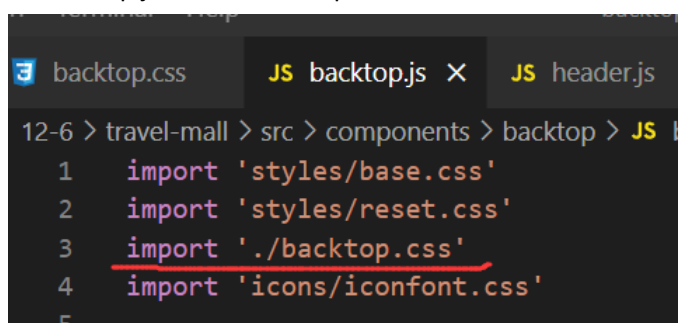 backtop.css JS backtop.js × JS header.js
12-6 > travel-mall > src > components > backtop > JS
1 import 'styles/base.css'
2 import 'styles/reset.css'
3 import './backtop.css'
4 import 'icons/iconfont.css'
5